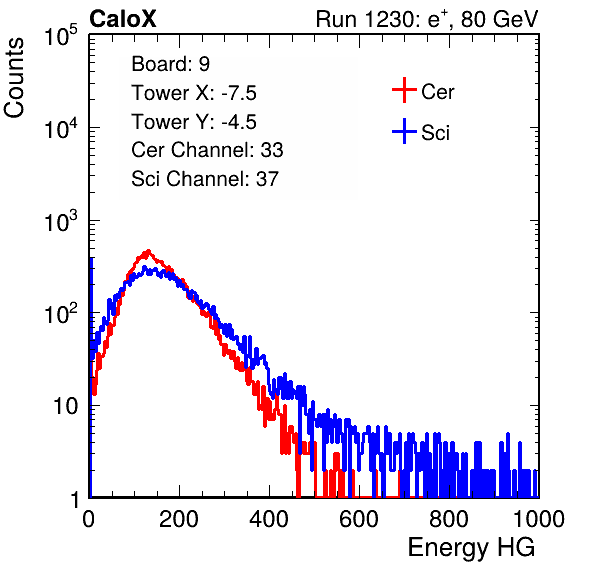 CaloX Run 1230: e⁺, 80 GeV
Counts
10⁵
10⁴
10³
10²
10
1
Board: 9
Tower X: -7.5
Tower Y: -4.5
Cer Channel: 33
Sci Channel: 37
Cer
Sci
0 200 400 600 800 1000
Energy HG